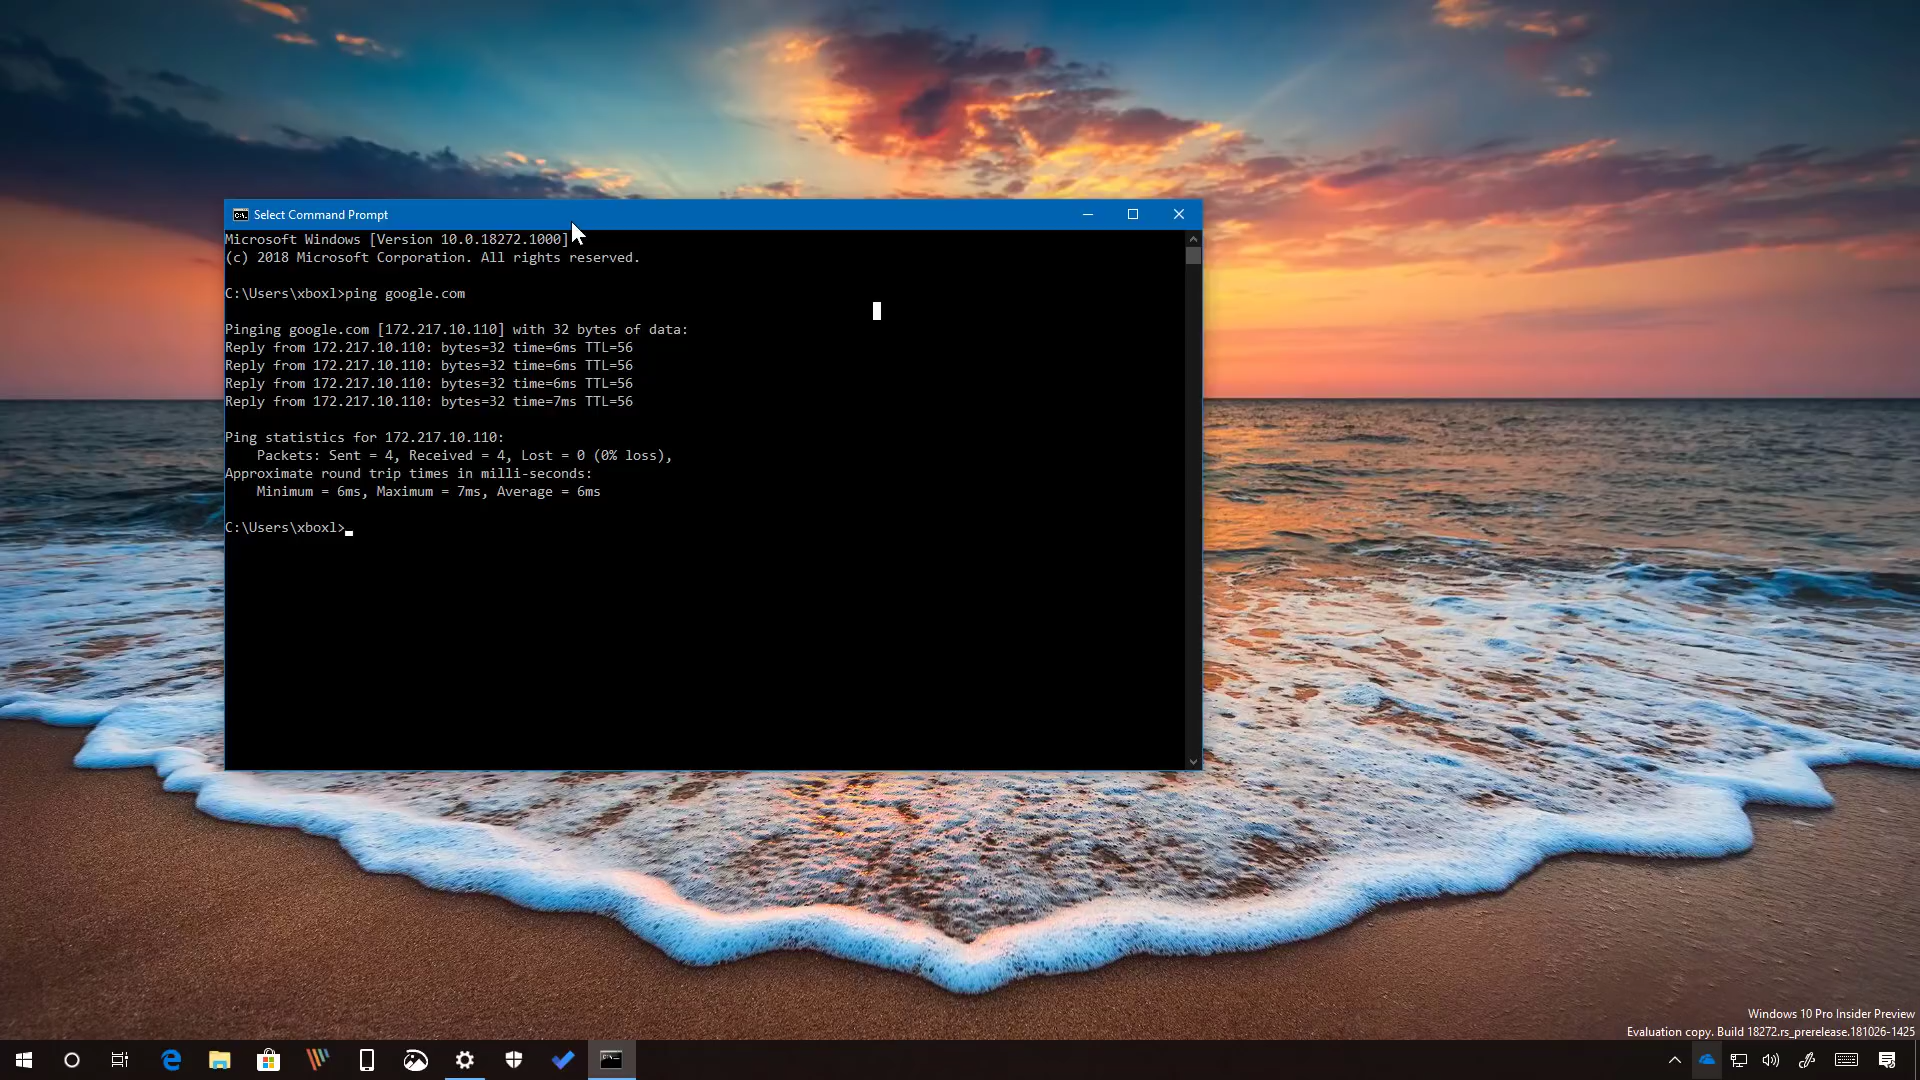 Select Command Prompt
Microsoft Windows [Version 10.0.18272.1000]
(c) 2018 Microsoft Corporation. All rights reserved.
C:\Users\xboxl>ping google.com
Pinging google.com [172.217.10.110] with 32 bytes of data:
Reply from 172.217.10.110: bytes=32 time=6ms TTL=56
Reply from 172.217.10.110: bytes=32 time=6ms TTL=56
Reply from 172.217.10.110: bytes=32 time=6ms TTL=56
Reply from 172.217.10.110: bytes=32 time=7ms TTL=56
Ping statistics for 172.217.10.110:
Packets: Sent = 4, Received = 4, Lost = 0 (0% loss),
Approximate round trip times in milli-seconds:
Minimum = 6ms, Maximum = 7ms, Average = 6ms
C:\Users\xboxl>
Windows 10 Pro Insider Preview
Evaluation copy. Build 18272.rs_prerelease.181026-1425